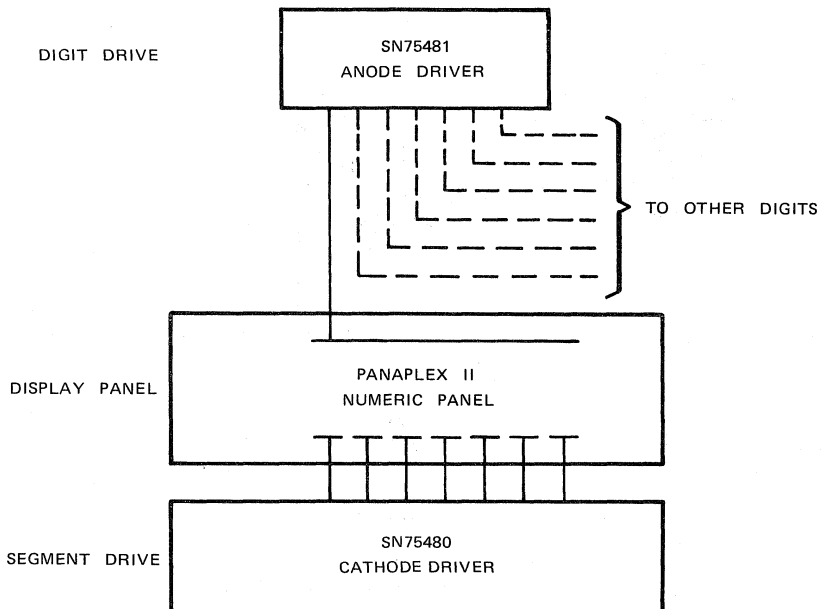 DIGIT DRIVE
SN75481
ANODE DRIVER
TO OTHER DIGITS
DISPLAY PANEL
PANAPLEX II
NUMERIC PANEL
SEGMENT DRIVE
SN75480
CATHODE DRIVER